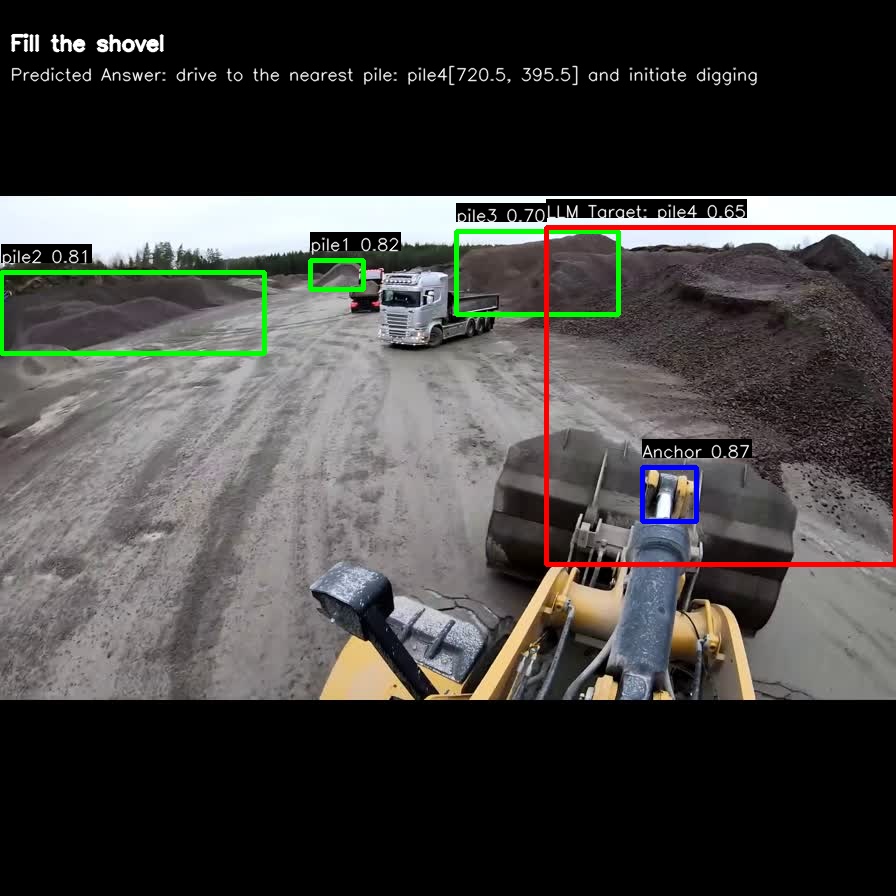 Fill the shovel
Predicted Answer: drive to the nearest pile: pile4[720.5, 395.5] and initiate digging
pile3 0.70
LLM Target: pile4 0.65
pile1 0.82
pile2 0.81
Anchor 0.87